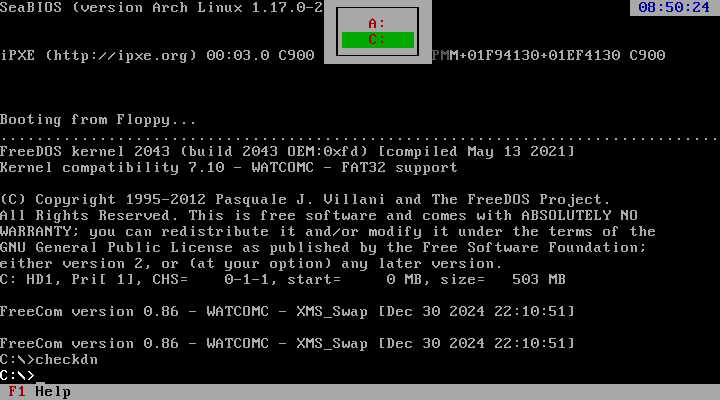 SeaBIOS (version Arch Linux 1.17.0-2
08:50:24
A:
C:
iPXE (http://ipxe.org) 00:03.0 C900 PMM+01F94130+01EF4130 C900
Booting from Floppy...
FreeDOS kernel 2043 (build 2043 OEM:0xfd) [compiled May 13 2021]
Kernel compatibility 7.10 - WATCOMC - FAT32 support
(C) Copyright 1995-2012 Pasquale J. Villani and The FreeDOS Project.
All Rights Reserved. This is free software and comes with ABSOLUTELY NO
WARRANTY; you can redistribute it and/or modify it under the terms of the
GNU General Public License as published by the Free Software Foundation;
either version 2, or (at your option) any later version.
C: HD1, Pri[ 1], CHS=    0-1-1, start=     0 MB, size=   503 MB
FreeCom version 0.86 - WATCOMC - XMS_Swap [Dec 30 2024 22:10:51]
FreeCom version 0.86 - WATCOMC - XMS_Swap [Dec 30 2024 22:10:51]
C:\>checkdn
C:\>_
F1 Help